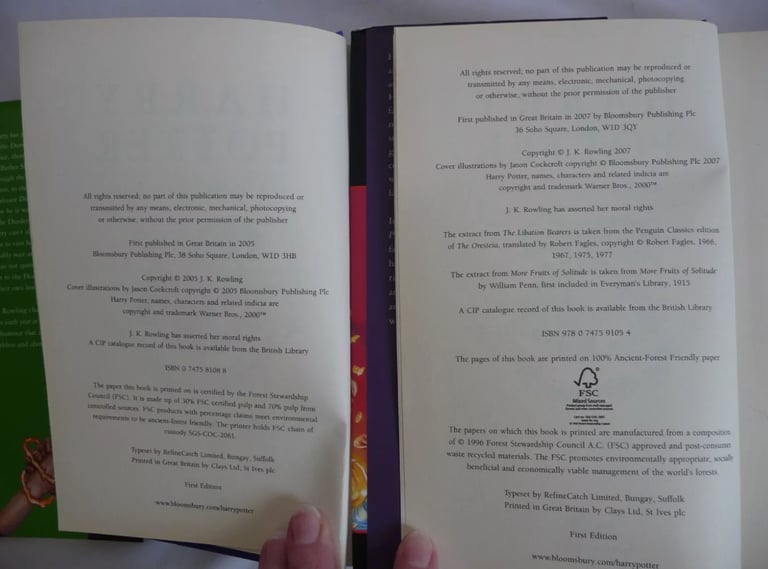 All rights reserved; no part of this publication may be reproduced or
transmitted by any means, electronic, mechanical, photocopying
or otherwise, without the prior permission of the publisher
First published in Great Britain in 2005
Bloomsbury Publishing Plc, 38 Soho Square, London, W1D 3HB
Copyright © 2005 J. K. Rowling
Cover illustrations by Jason Cockcroft copyright © 2005 Bloomsbury Publishing Plc
Harry Potter, names, characters and related indicia are
copyright and trademark Warner Bros., 2000™
J. K. Rowling has asserted her moral rights
A CIP catalogue record of this book is available from the British Library
ISBN 0 7475 8108 8
The paper this book is printed on is certified by the Forest Stewardship
Council (FSC). It is made up of 30% FSC certified pulp and 70% pulp from
controlled sources. FSC products with percentage claims meet environmental
requirements to be ancient-forest friendly. The printer holds FSC chain of
custody SGS-COC-2061.
Typeset by RefineCatch Limited, Bungay, Suffolk
Printed in Great Britain by Clays Ltd, St Ives plc
First Edition
www.bloomsbury.com/harrypotter
All rights reserved; no part of this publication may be reproduced or
transmitted by any means, electronic, mechanical, photocopying
or otherwise, without the prior permission of the publisher
First published in Great Britain in 2007 by Bloomsbury Publishing Plc
36 Soho Square, London, W1D 3QY
Copyright © J. K. Rowling 2007
Cover illustrations by Jason Cockcroft copyright © Bloomsbury Publishing Plc 2007
Harry Potter, names, characters and related indicia are
copyright and trademark Warner Bros., 2000™
J. K. Rowling has asserted her moral rights
The extract from The Libation Bearers is taken from the Penguin Classics edition
of The Oresteia, translated by Robert Fagles, copyright © Robert Fagles, 1966,
1967, 1975, 1977
The extract from More Fruits of Solitude is taken from More Fruits of Solitude
by William Penn, first included in Everyman's Library, 1915
A CIP catalogue record of this book is available from the British Library
ISBN 978 0 7475 9105 4
The pages of this book are printed on 100% Ancient-Forest Friendly paper
FSC
Mixed Sources
The papers on which this book is printed are manufactured from a composition
of © 1996 Forest Stewardship Council A.C. (FSC) approved and post-consume
waste recycled materials. The FSC promotes environmentally appropriate, socially
beneficial and economically viable management of the world's forests.
Typeset by RefineCatch Limited, Bungay, Suffolk
Printed in Great Britain by Clays Ltd, St Ives plc
First Edition
www.bloomsbury.com/harrypotter